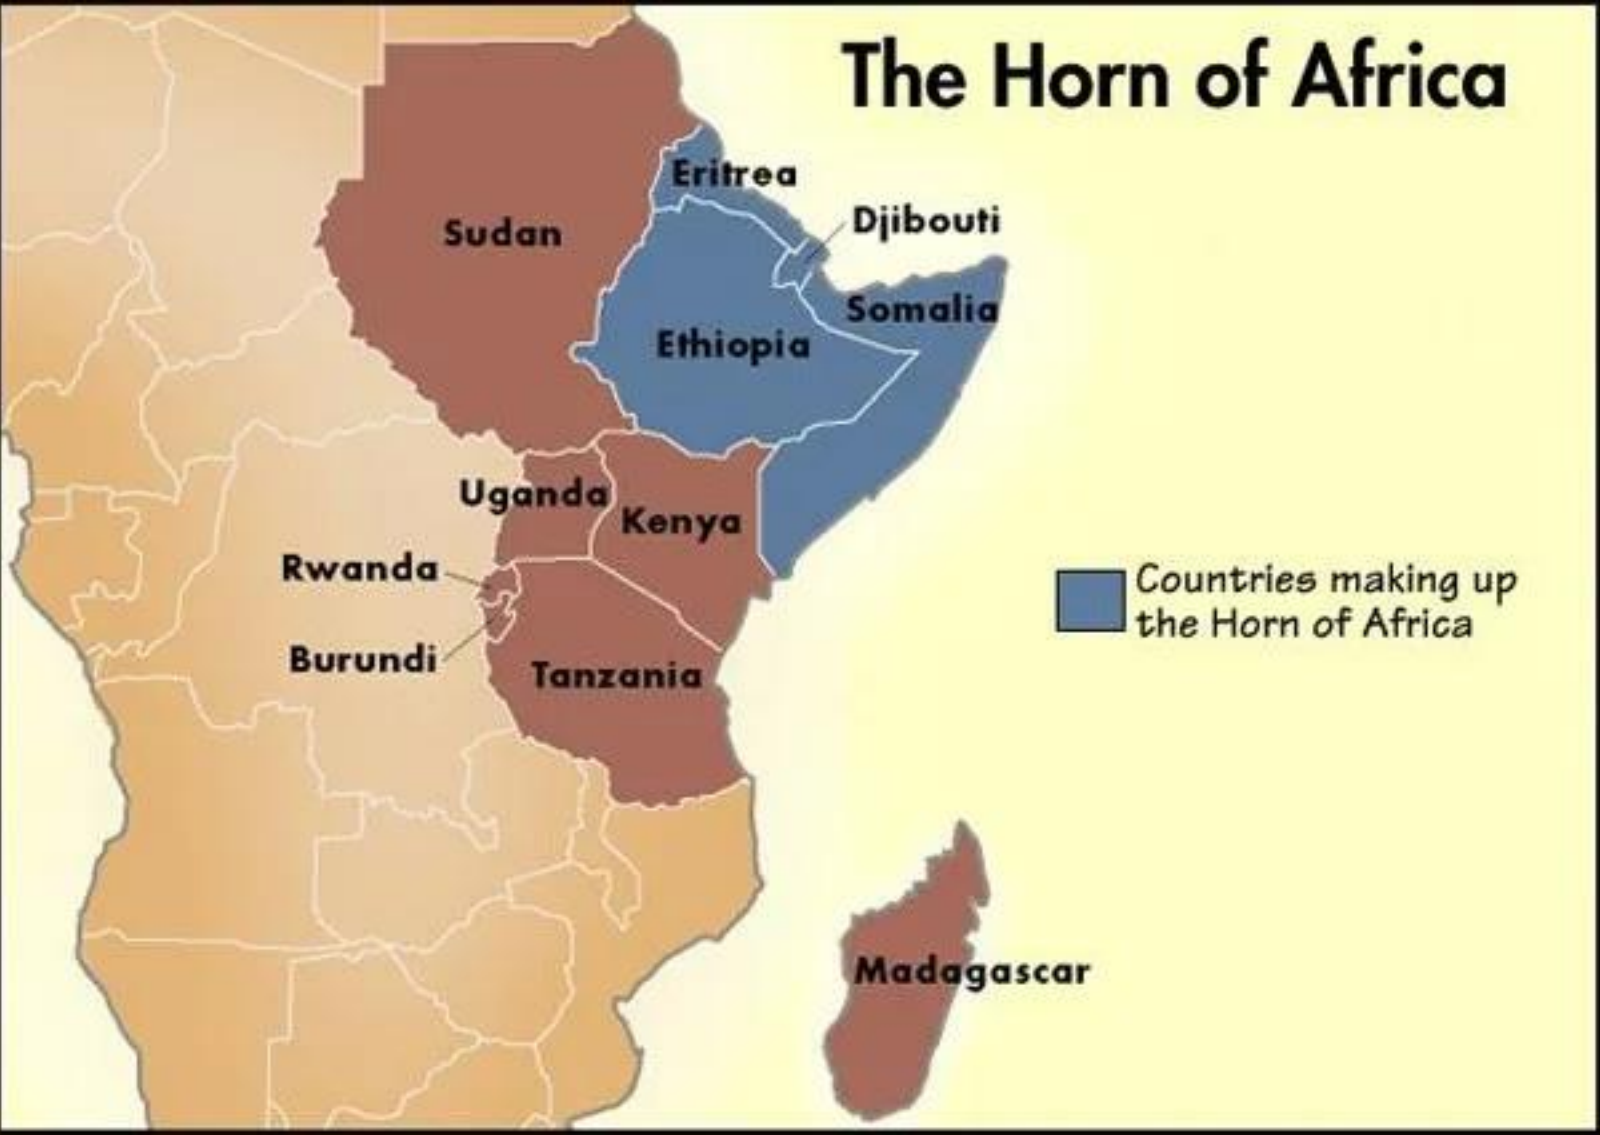 The Horn of Africa
Eritrea
Djibouti
Sudan
Somalia
Ethiopia
Uganda
Kenya
Rwanda
Countries making up
the Horn of Africa
Burundi
Tanzania
Madagascar